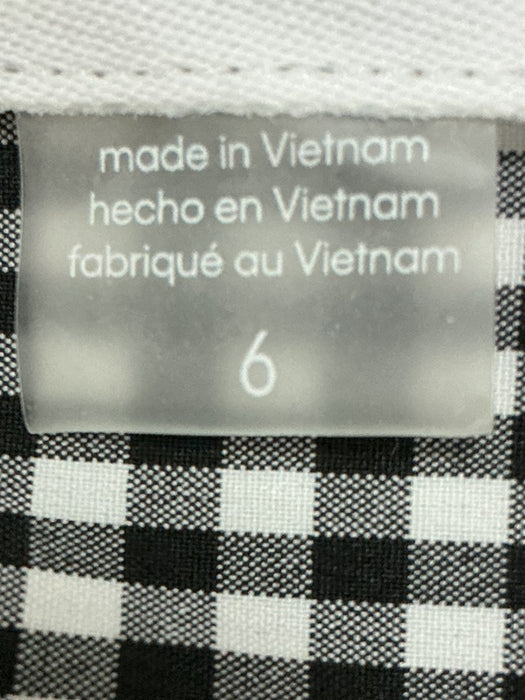 made in Vietnam
hecho en Vietnam
fabriqué au Vietnam
6